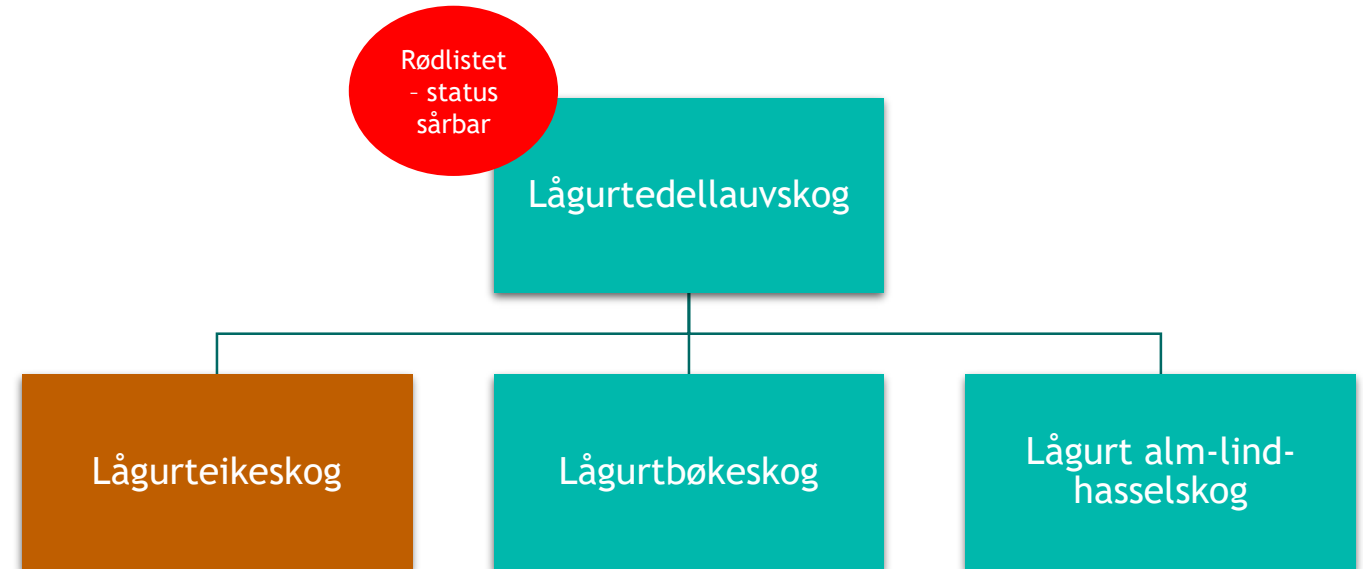 Rødlistet
– status
sårbar
Lågurtedellauvskog
Lågurteikeskog
Lågurtbøkeskog
Lågurt alm-lind-
hasselskog